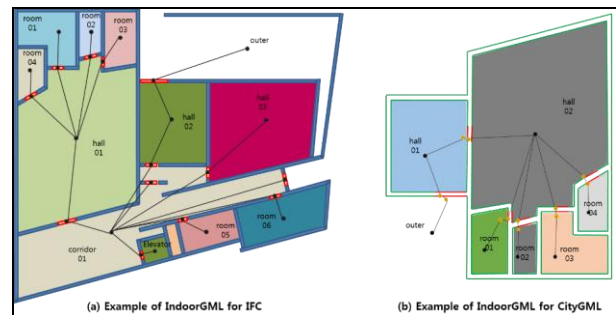 room
01
room
02
room
03
room
04
hall
01
outer
hall
02
hall
03
corridor
01
Elevator
room
05
room
06
(a) Example of IndoorGML for IFC
hall
01
hall
02
outer
room
01
room
02
room
03
room
04
(b) Example of IndoorGML for CityGML